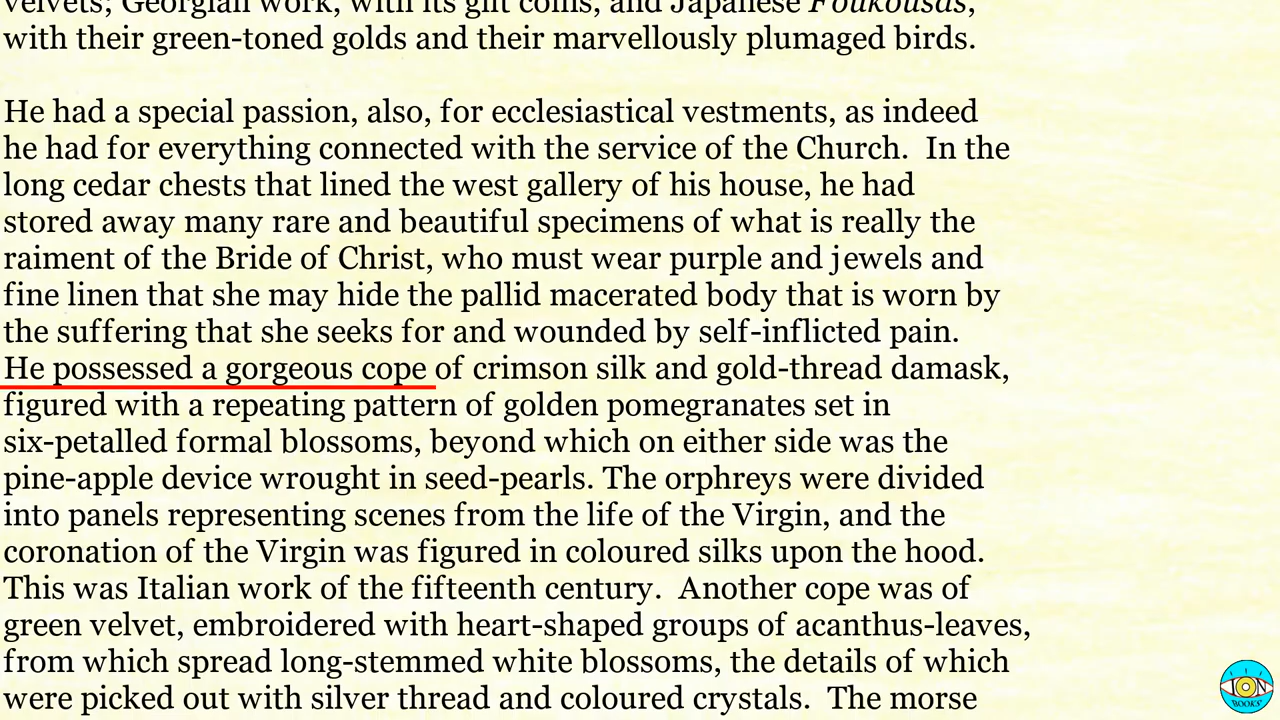 velvets; Georgian work, with its gilt coins, and Japanese Foukousas,
with their green-toned golds and their marvellously plumaged birds.
He had a special passion, also, for ecclesiastical vestments, as indeed
he had for everything connected with the service of the Church.  In the
long cedar chests that lined the west gallery of his house, he had
stored away many rare and beautiful specimens of what is really the
raiment of the Bride of Christ, who must wear purple and jewels and
fine linen that she may hide the pallid macerated body that is worn by
the suffering that she seeks for and wounded by self-inflicted pain.
He possessed a gorgeous cope of crimson silk and gold-thread damask,
figured with a repeating pattern of golden pomegranates set in
six-petalled formal blossoms, beyond which on either side was the
pine-apple device wrought in seed-pearls. The orphreys were divided
into panels representing scenes from the life of the Virgin, and the
coronation of the Virgin was figured in coloured silks upon the hood.
This was Italian work of the fifteenth century.  Another cope was of
green velvet, embroidered with heart-shaped groups of acanthus-leaves,
from which spread long-stemmed white blossoms, the details of which
were picked out with silver thread and coloured crystals.  The morse
ION
BOOKS